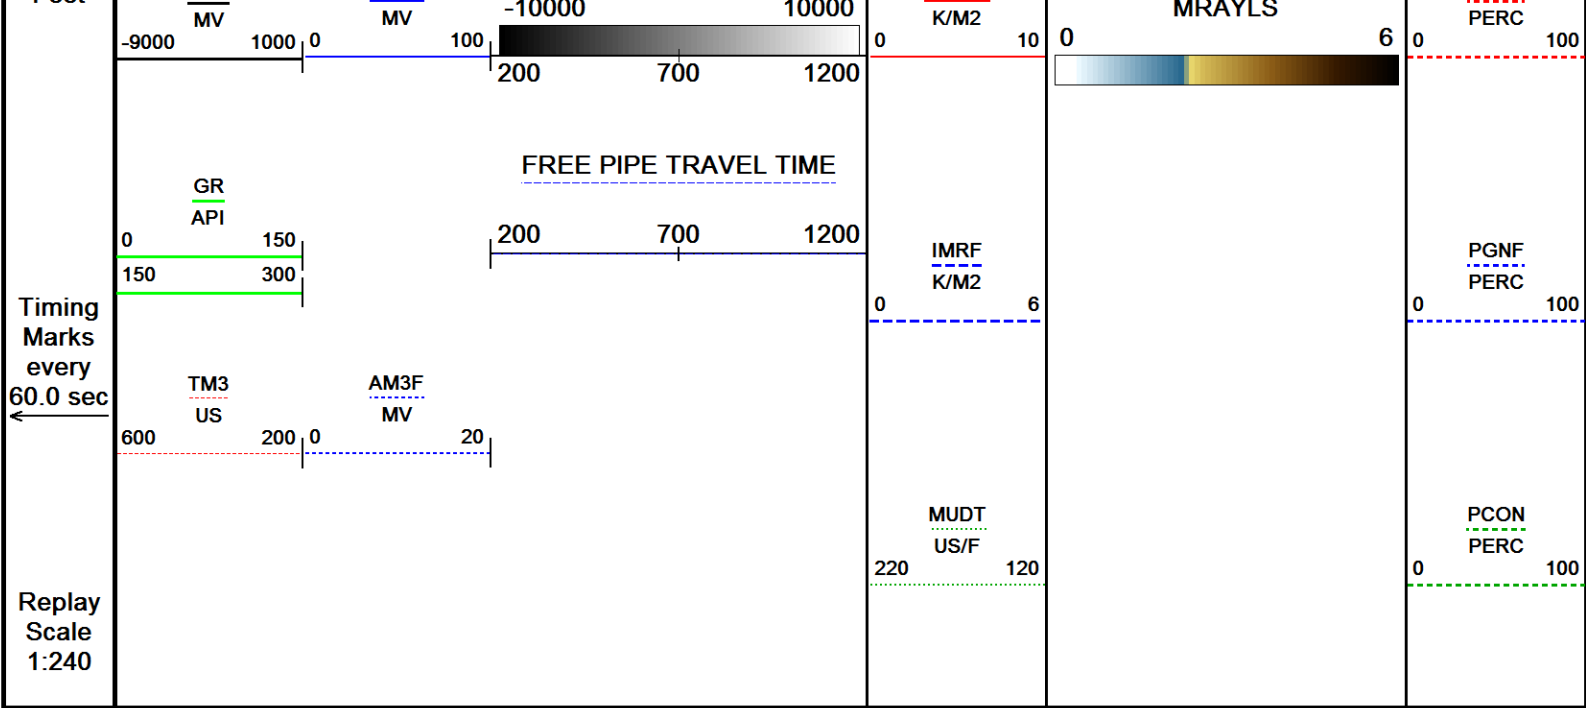 MV
-9000 1000
MV
0 100
-10000 10000
200 700 1200
K/M2
0 10
MRAYLS
0 6
PERC
0 100
FREE PIPE TRAVEL TIME
200 700 1200
GR
API
0 150
150 300
IMRF
K/M2
0 6
PGNF
PERC
0 100
Timing
Marks
every
60.0 sec
TM3
US
600 200
AM3F
MV
0 20
MUDT
US/F
220 120
PCON
PERC
0 100
Replay
Scale
1:240